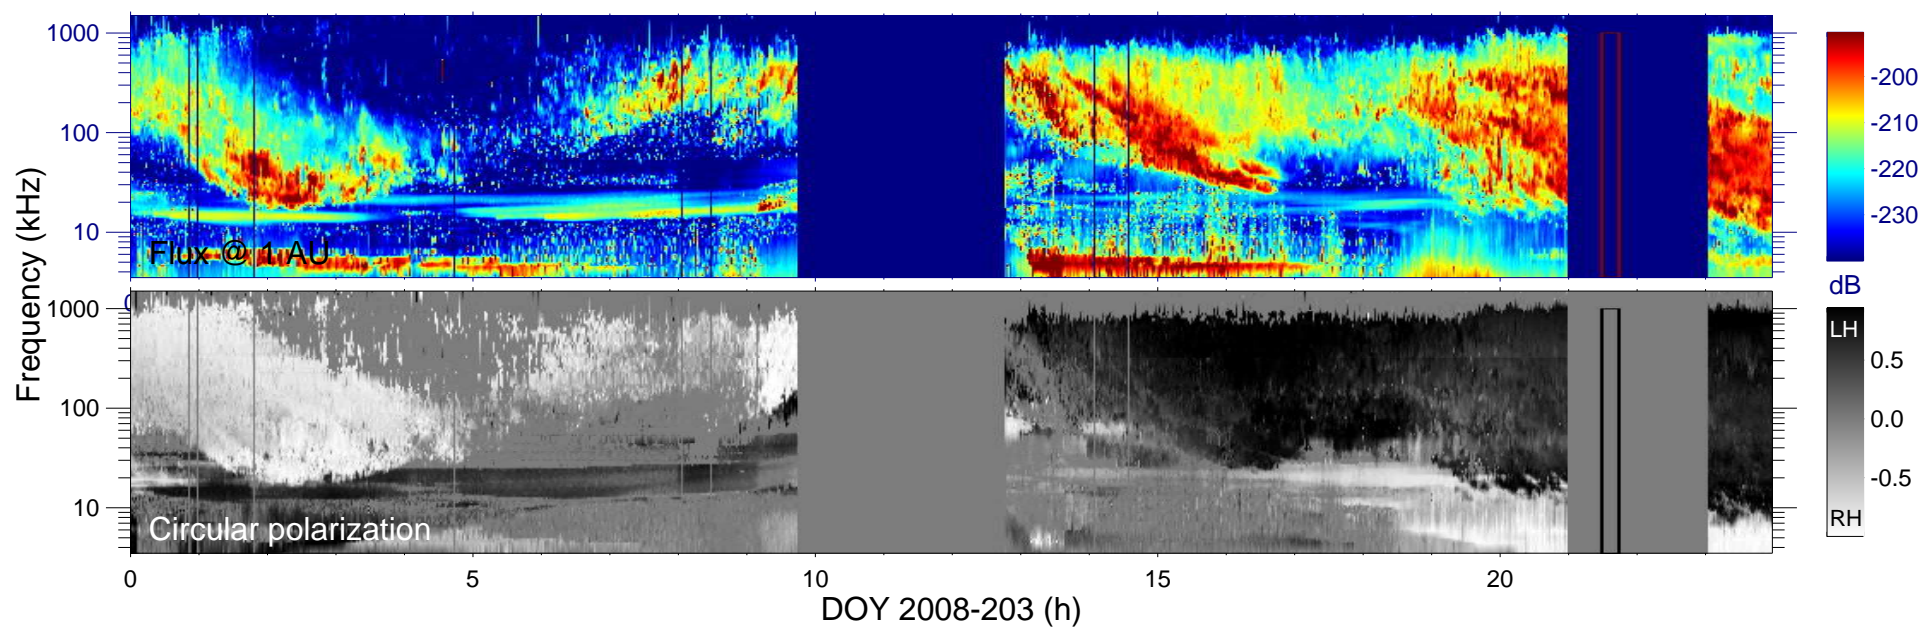 Frequency (kHz)
1000
100
10
Flux @ 1 AU
0
-200
-210
-220
-230
dB
1000
100
10
Circular polarization
LH
0.5
0.0
-0.5
RH
0
5
10
15
20
DOY 2008-203 (h)